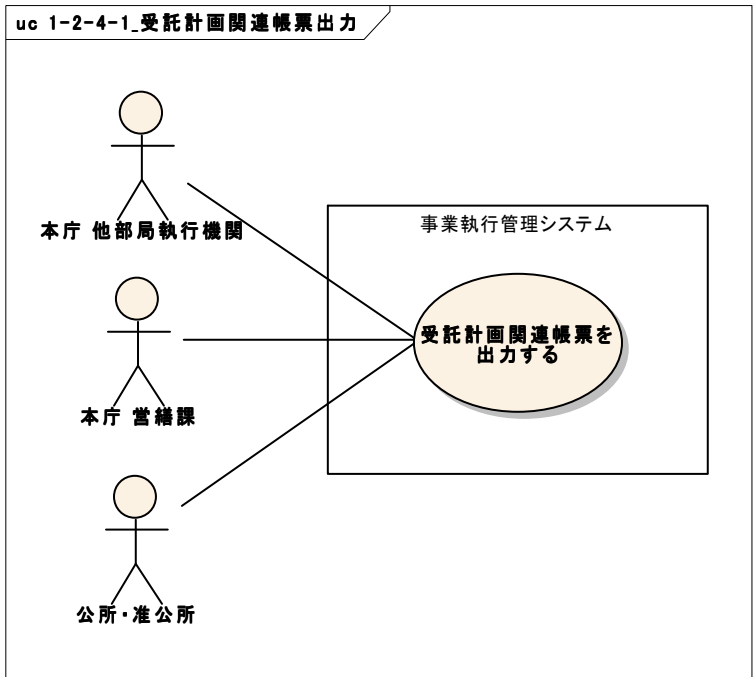 uc 1-2-4-1_受託計画関連帳票出力
本庁 他部局執行機関
事業執行管理システム
本庁 営繕課
受託計画関連帳票を
出力する
公所・准公所